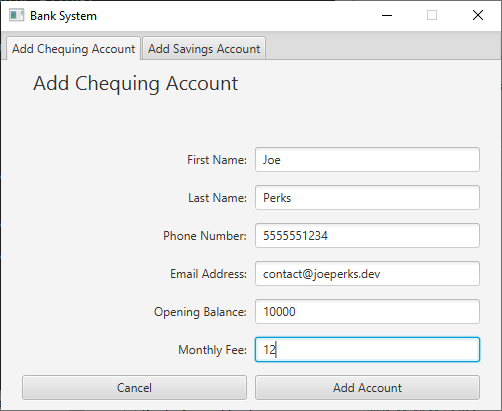 Bank System
Add Chequing Account Add Savings Account
Add Chequing Account
First Name: Joe
Last Name: Perks
Phone Number: 5555551234
Email Address: contact@joeperks.dev
Opening Balance: 10000
Monthly Fee: 12
Cancel Add Account